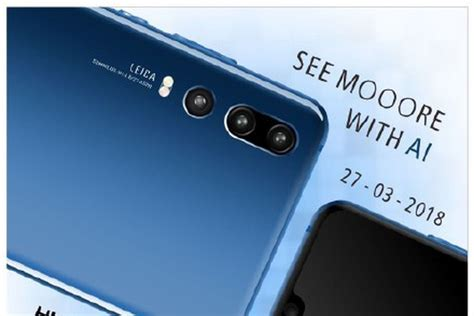 LEICA
SEE MOOORE
WITH AI
27-03-2018